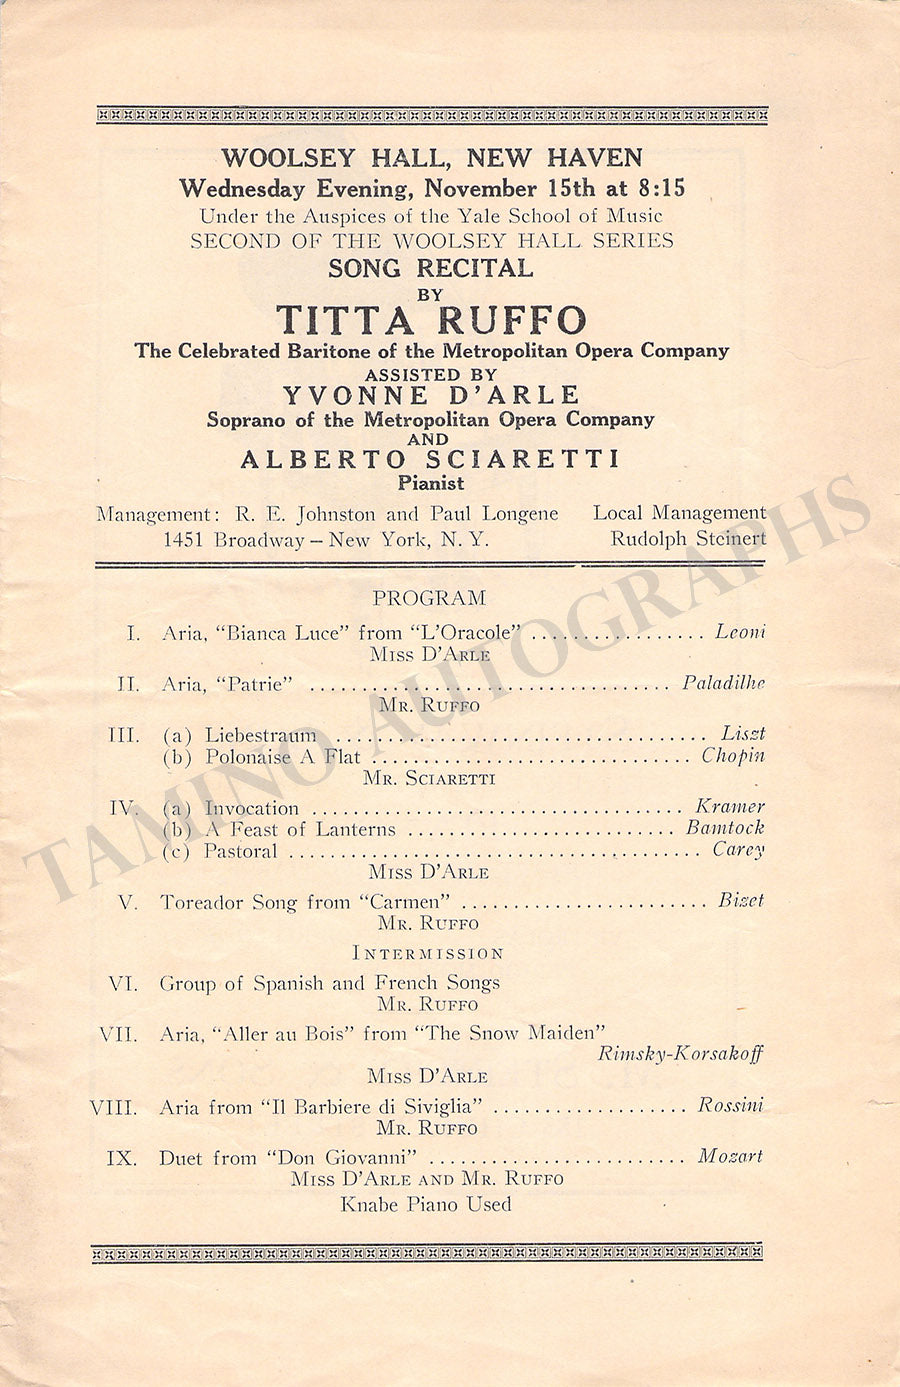 WOOLSEY HALL, NEW HAVEN
Wednesday Evening, November 15th at 8:15
Under the Auspices of the Yale School of Music
SECOND OF THE WOOLSEY HALL SERIES
SONG RECITAL
BY
TITTA RUFFO
The Celebrated Baritone of the Metropolitan Opera Company
ASSISTED BY
YVONNE D'ARLE
Soprano of the Metropolitan Opera Company
AND
ALBERTO SCIARETTI
Pianist
Management: R. E. Johnston and Paul Longene Local Management
1451 Broadway – New York, N. Y. Rudolph Steinert
PROGRAM
I. Aria, “Bianca Luce” from “L'Oracole” ................. Leoni
MISS D'ARLE
II. Aria, “Patrie” ................................... Paladilhe
MR. RUFFO
III. (a) Liebestraum .................................... Liszt
(b) Polonaise A Flat ............................... Chopin
MR. SCIARETTI
IV. (a) Invocation .................................... Kramer
(b) A Feast of Lanterns .......................... Bamtock
(c) Pastoral ........................................ Carey
MISS D'ARLE
V. Toreador Song from “Carmen” ........................ Bizet
MR. RUFFO
INTERMISSION
VI. Group of Spanish and French Songs
MR. RUFFO
VII. Aria, “Aller au Bois” from “The Snow Maiden”
Rimsky-Korsakoff
MISS D'ARLE
VIII. Aria from “Il Barbiere di Siviglia” ................... Rossini
MR. RUFFO
IX. Duet from “Don Giovanni” ......................... Mozart
MISS D'ARLE AND MR. RUFFO
Knabe Piano Used
TAMINO AUTOGRAPHS